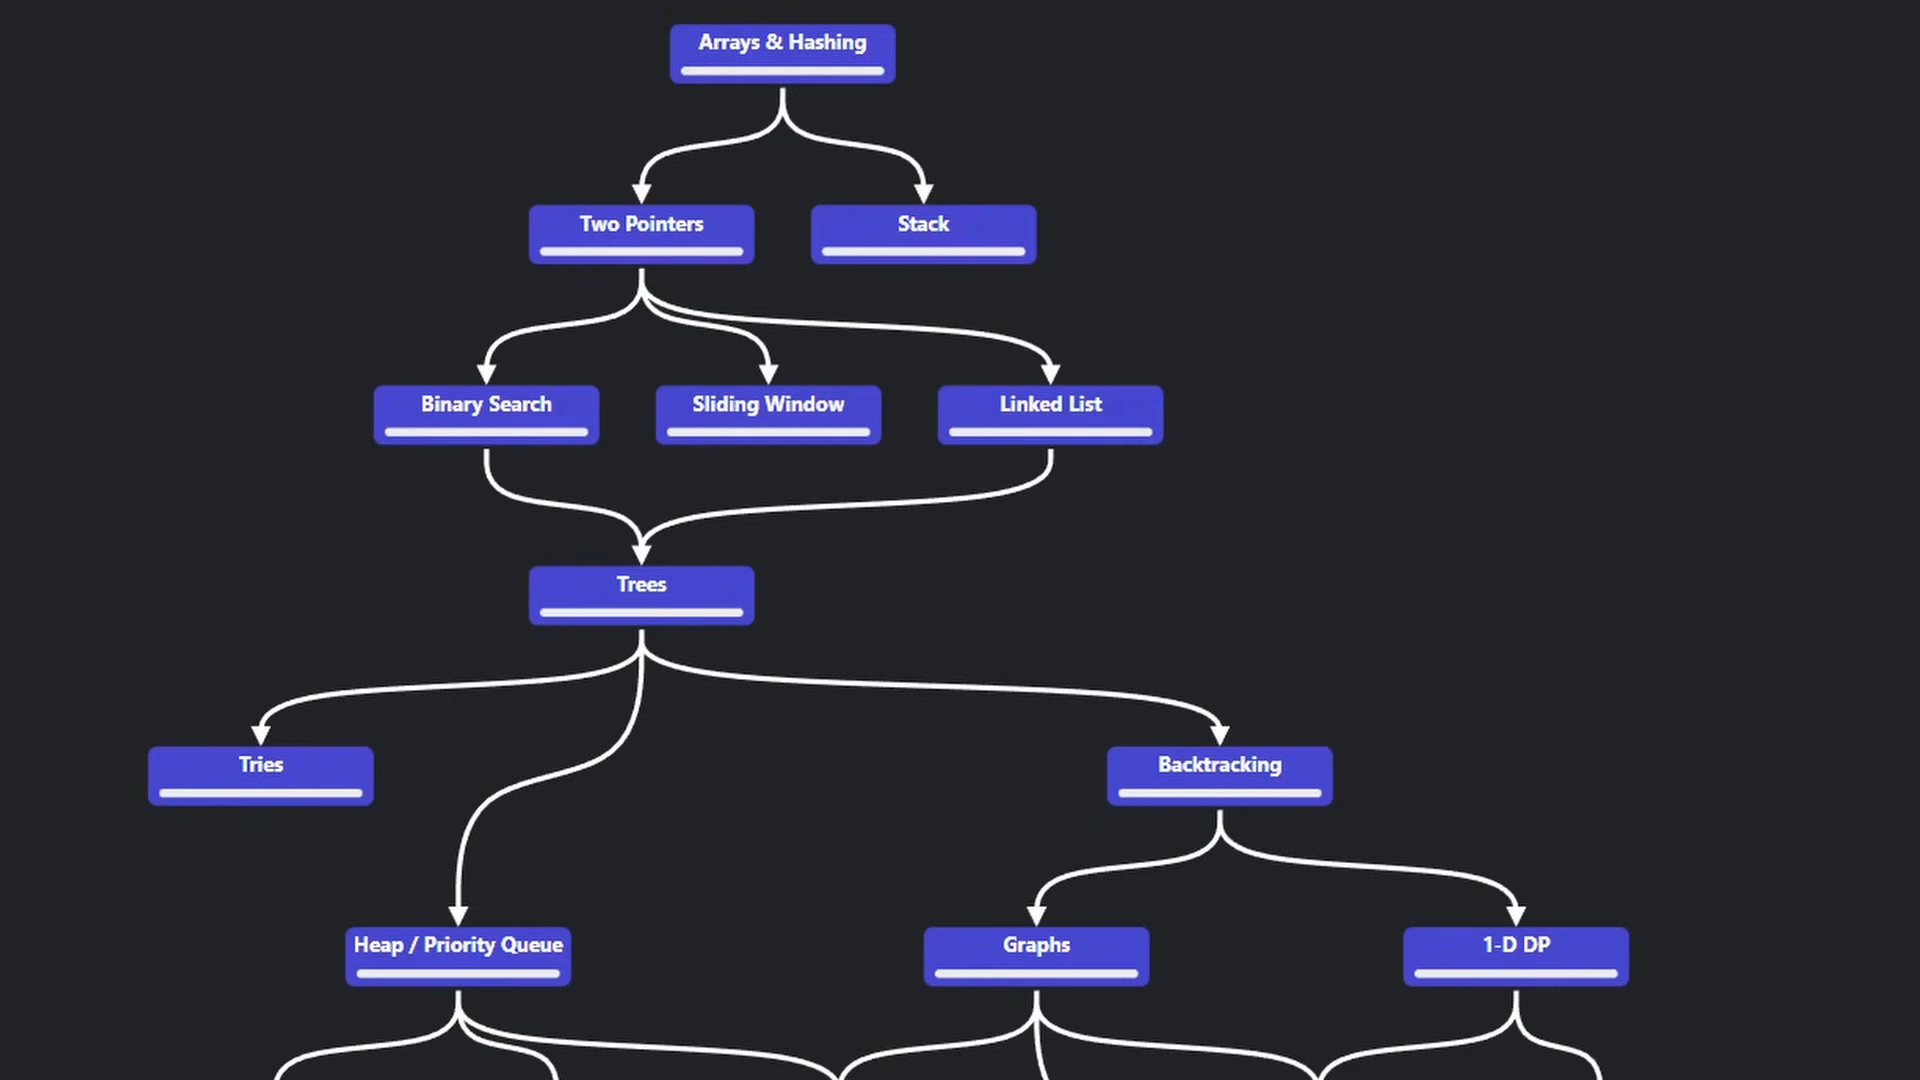 Arrays & Hashing
Two Pointers
Stack
Binary Search
Sliding Window
Linked List
Trees
Tries
Backtracking
Heap / Priority Queue
Graphs
1-D DP